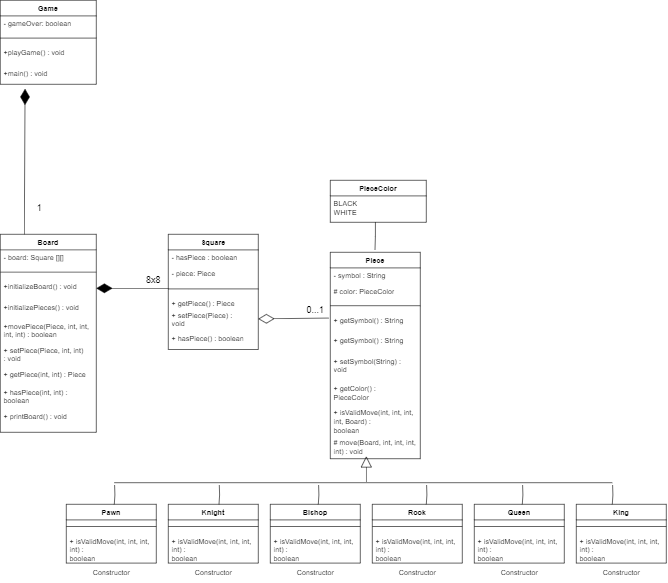 Game
- gameOver: boolean
+playGame() : void
+main() : void
1
PieceColor
BLACK
WHITE
Board
- board: Square [][]
+initializeBoard() : void
+initializePieces() : void
+movePiece(Piece, int, int,
int, int) : boolean
+ setPiece(Piece, int, int)
: void
+ getPiece(int, int) : Piece
+ hasPiece(int, int) :
boolean
+ printBoard() : void
8x8
Square
- hasPiece : boolean
- piece: Piece
+ getPiece() : Piece
+ setPiece(Piece) :
void
+ hasPiece() : boolean
0...1
Piece
- symbol : String
# color: PieceColor
+ getSymbol() : String
+ getSymbol() : String
+ setSymbol(String) :
void
+ getColor() :
PieceColor
+ isValidMove(int, int, int,
int, Board) :
boolean
# move(Board, int, int, int,
int) : void
Pawn
+ isValidMove(int, int, int,
int) :
boolean
Constructor
Knight
+ isValidMove(int, int, int,
int) :
boolean
Constructor
Bishop
+ isValidMove(int, int, int,
int) :
boolean
Constructor
Rook
+ isValidMove(int, int, int,
int) :
boolean
Constructor
Queen
+ isValidMove(int, int, int,
int) :
boolean
Constructor
King
+ isValidMove(int, int, int,
int) :
boolean
Constructor